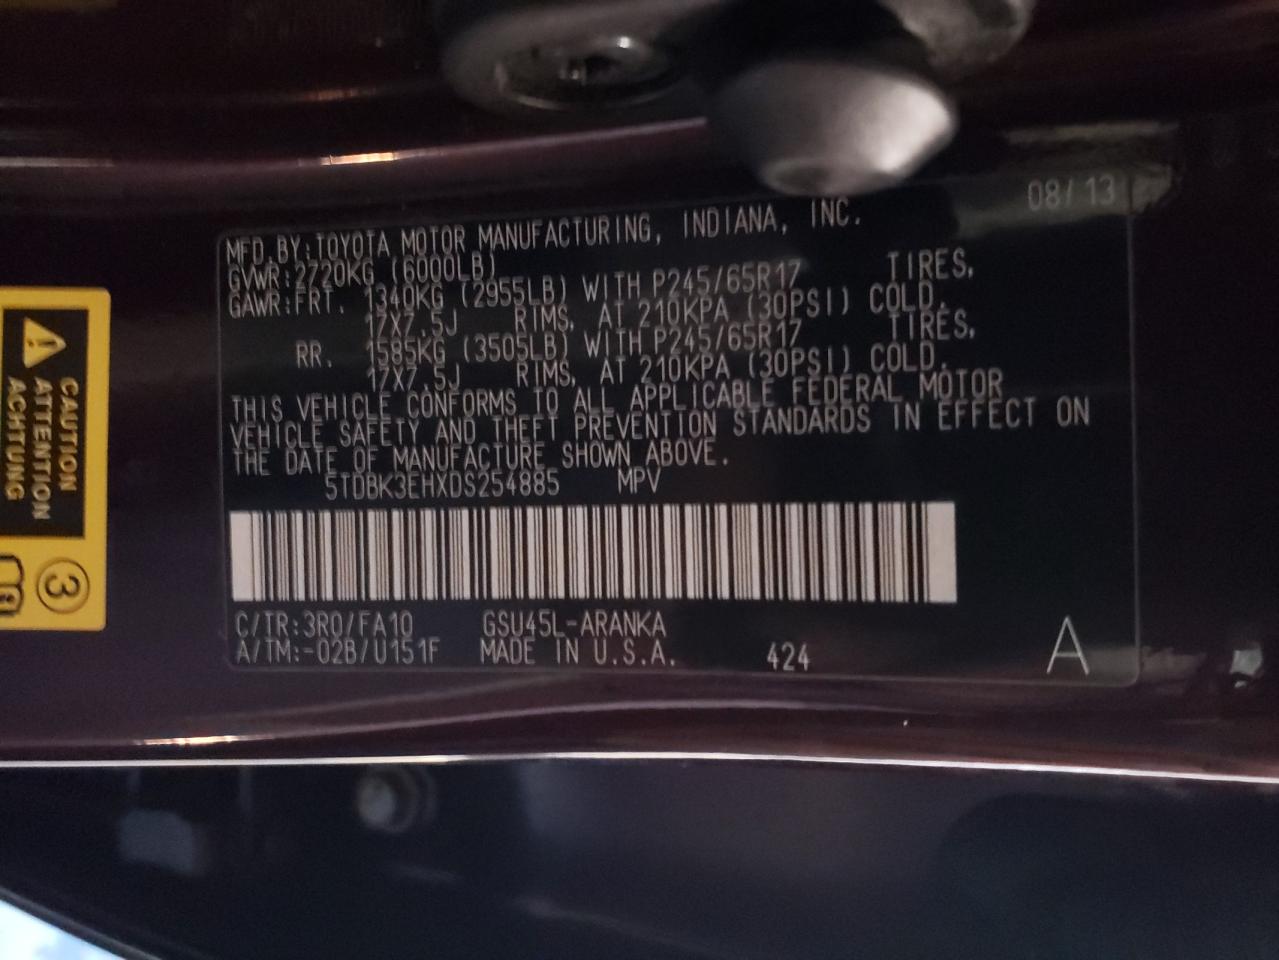 08/13
MFD.BY:TOYOTA MOTOR MANUFACTURING, INDIANA, INC.
GVWR:2720KG (6000LB)
GAWR:FRT. 1340KG (2955LB) WITH P245/65R17 TIRES,
17X7.5J RIMS, AT 210KPA (30PSI) COLD.
RR. 1585KG (3505LB) WITH P245/65R17 TIRES,
17X7.5J RIMS, AT 210KPA (30PSI) COLD.
THIS VEHICLE CONFORMS TO ALL APPLICABLE FEDERAL MOTOR
VEHICLE SAFETY AND THEFT PREVENTION STANDARDS IN EFFECT ON
THE DATE OF MANUFACTURE SHOWN ABOVE.
5TDBK3EHXDS254885 MPV
C/TR:3R0/FA10 GSU45L-ARANKA
A/TM:-02B/U151F MADE IN U.S.A. 424 A
CAUTION
ATTENTION
ACHTUNG
3